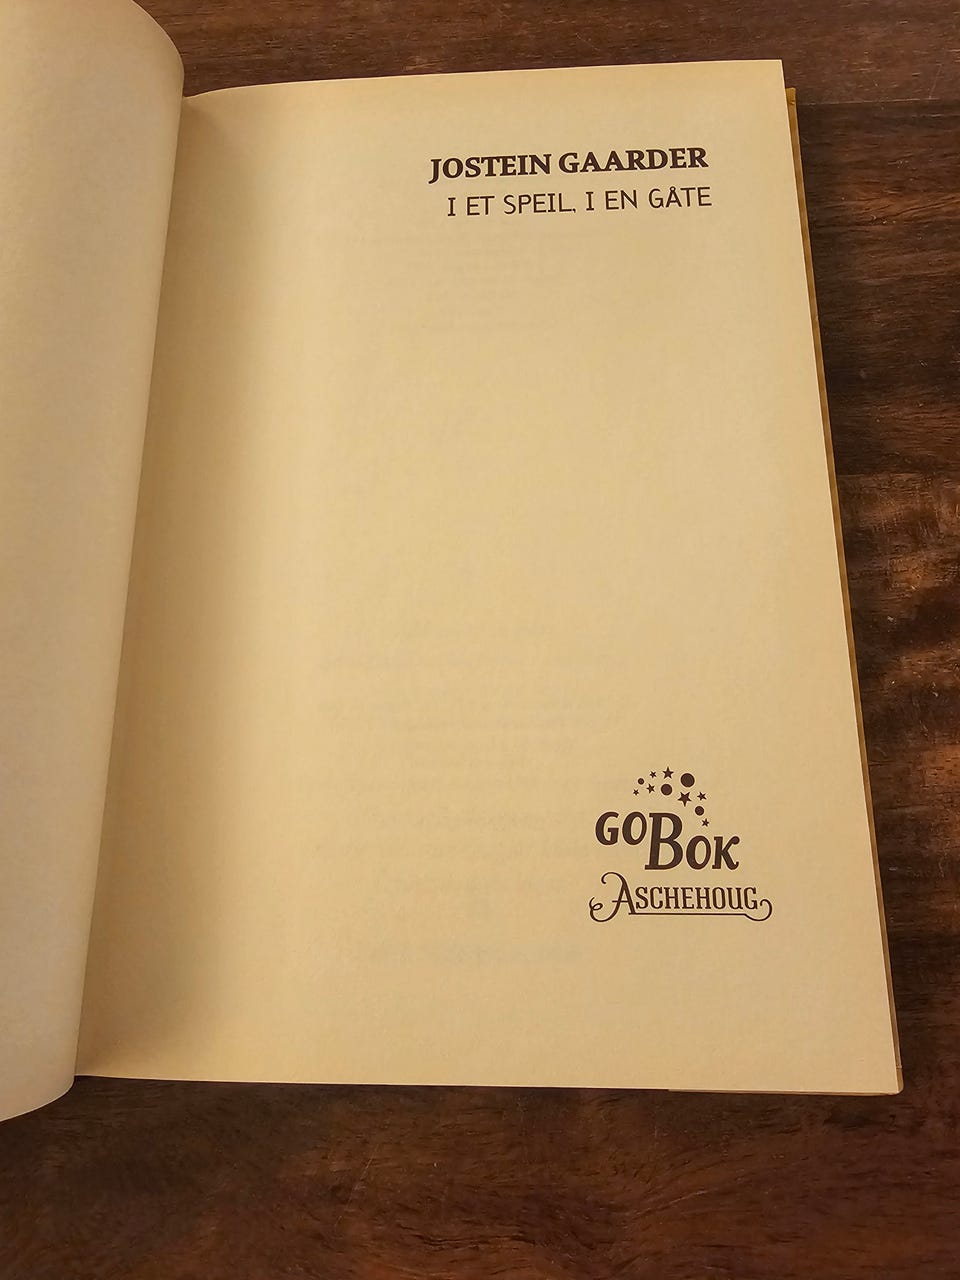 JOSTEIN GAARDER
I ET SPEIL, I EN GÅTE
GO BOK
ASCHEHOUG